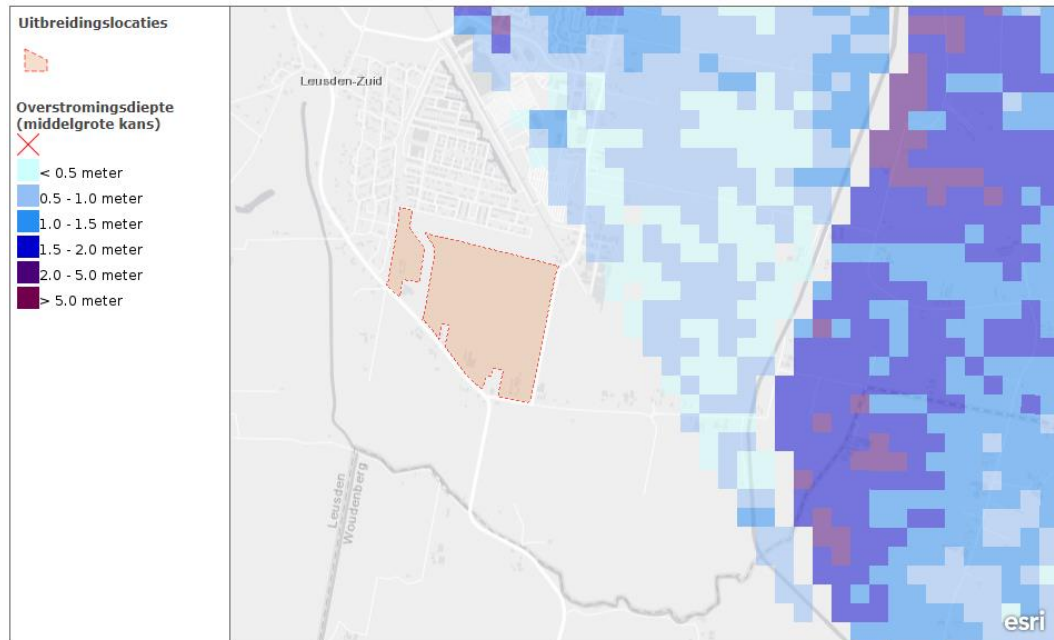 Uitbreidingslocaties
Overstromingsdiepte
(middelgrote kans)
< 0.5 meter
0.5 - 1.0 meter
1.0 - 1.5 meter
1.5 - 2.0 meter
2.0 - 5.0 meter
> 5.0 meter
Leusden-Zuid
Leusden
Woudenberg
esri